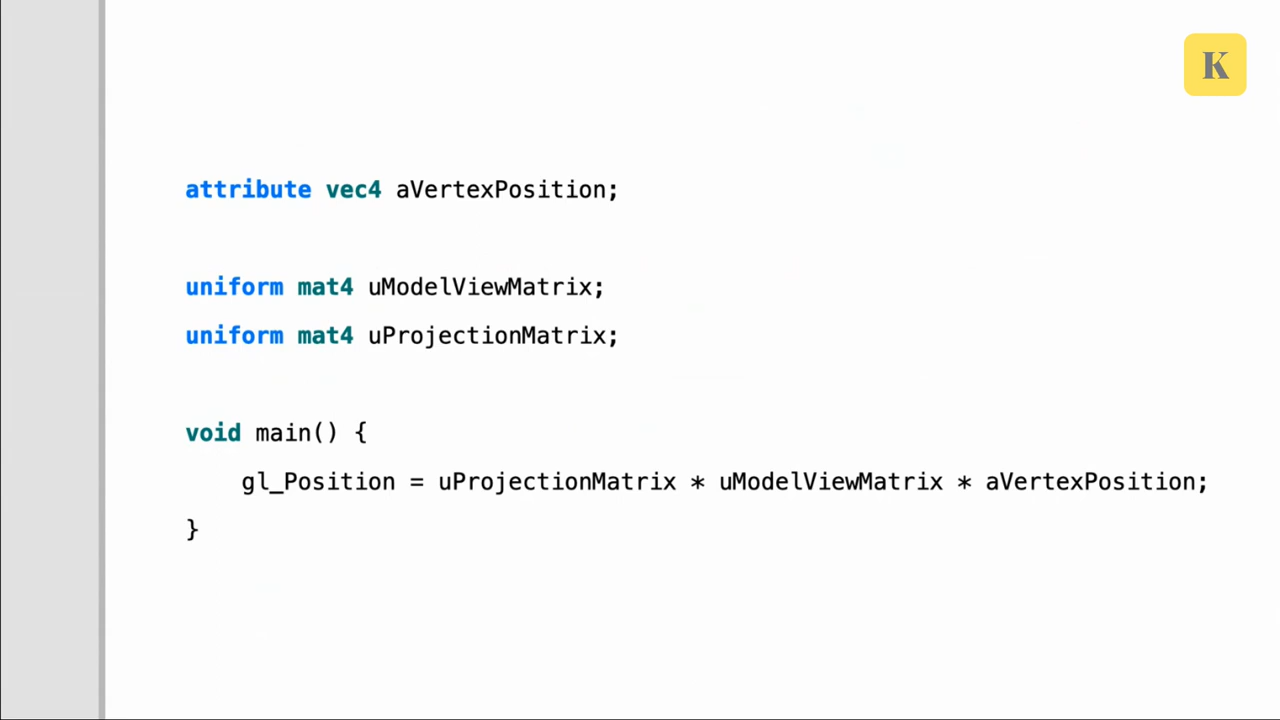 K
attribute vec4 aVertexPosition;
uniform mat4 uModelViewMatrix;
uniform mat4 uProjectionMatrix;
void main() {
gl_Position = uProjectionMatrix * uModelViewMatrix * aVertexPosition;
}